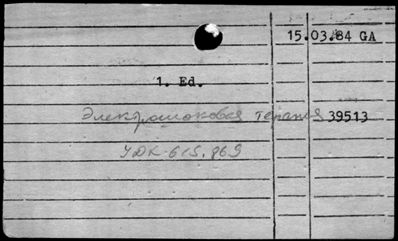 15.03.84 GA
1. Ed.
Электрошоковая терапия 39513
УДК-615.869